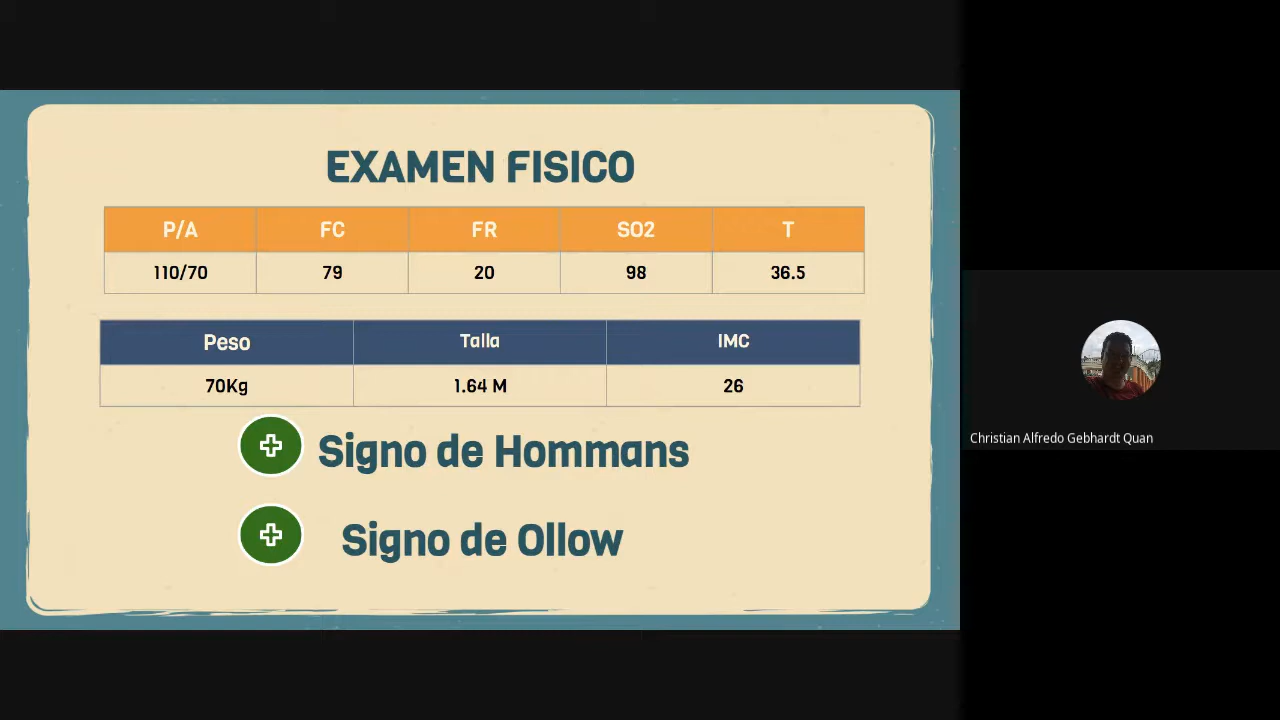 EXAMEN FISICO
P/A FC FR SO2 T
110/70 79 20 98 36.5
Peso Talla IMC
70Kg 1.64 M 26
Signo de Hommans
Signo de Ollow
Christian Alfredo Gebhardt Quan